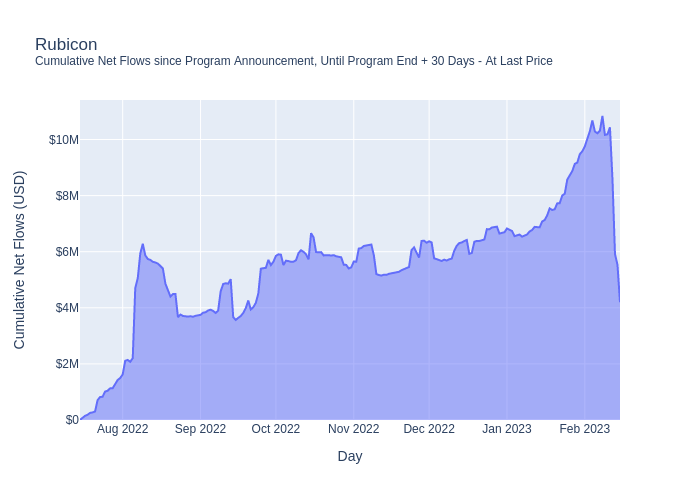 Rubicon
Cumulative Net Flows since Program Announcement, Until Program End + 30 Days - At Last Price
Cumulative Net Flows (USD)
$10M
$8M
$6M
$4M
$2M
$0
Aug 2022
Sep 2022
Oct 2022
Nov 2022
Dec 2022
Jan 2023
Feb 2023
Day